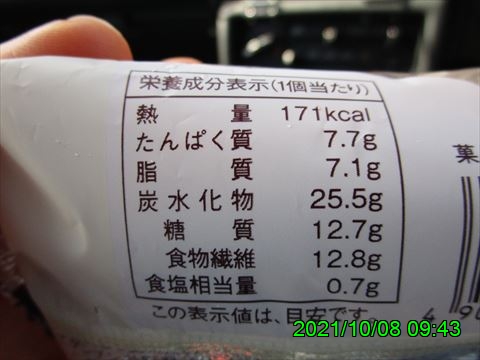 栄養成分表示(1個当たり)
熱量 171kcal
たんぱく質 7.7g
脂質 7.1g
炭水化物 25.5g
糖質 12.7g
食物繊維 12.8g
食塩相当量 0.7g
この表示値は、目安です
菓
4 9
2021/10/08 09:43